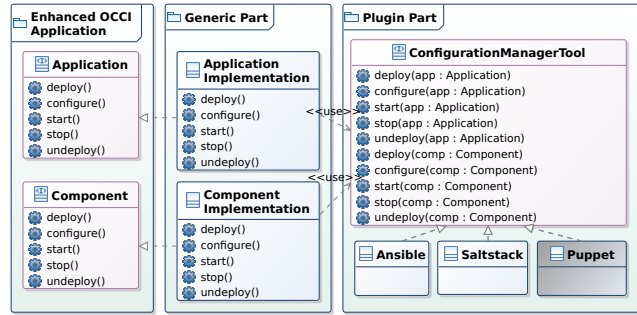 Enhanced OCCI
Application
Application
deploy()
configure()
start()
stop()
undeploy()
Component
deploy()
configure()
start()
stop()
undeploy()
Generic Part
Application
Implementation
deploy()
configure()
start()
stop()
undeploy()
Component
Implementation
deploy()
configure()
start()
stop()
undeploy()
<<use>>
<<use>>
Plugin Part
ConfigurationManagerTool
deploy(app : Application)
configure(app : Application)
start(app : Application)
stop(app : Application)
undeploy(app : Application)
deploy(comp : Component)
configure(comp : Component)
start(comp : Component)
stop(comp : Component)
undeploy(comp : Component)
Ansible
Saltstack
Puppet